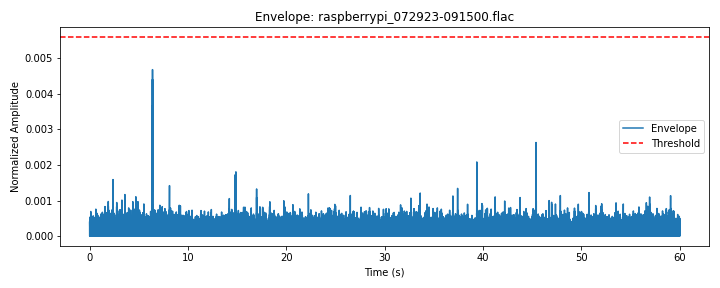 Envelope: raspberrypi_072923-091500.flac
Normalized Amplitude
0.005
0.004
0.003
0.002
0.001
0.000
Envelope
Threshold
0
10
20
30
40
50
60
Time (s)